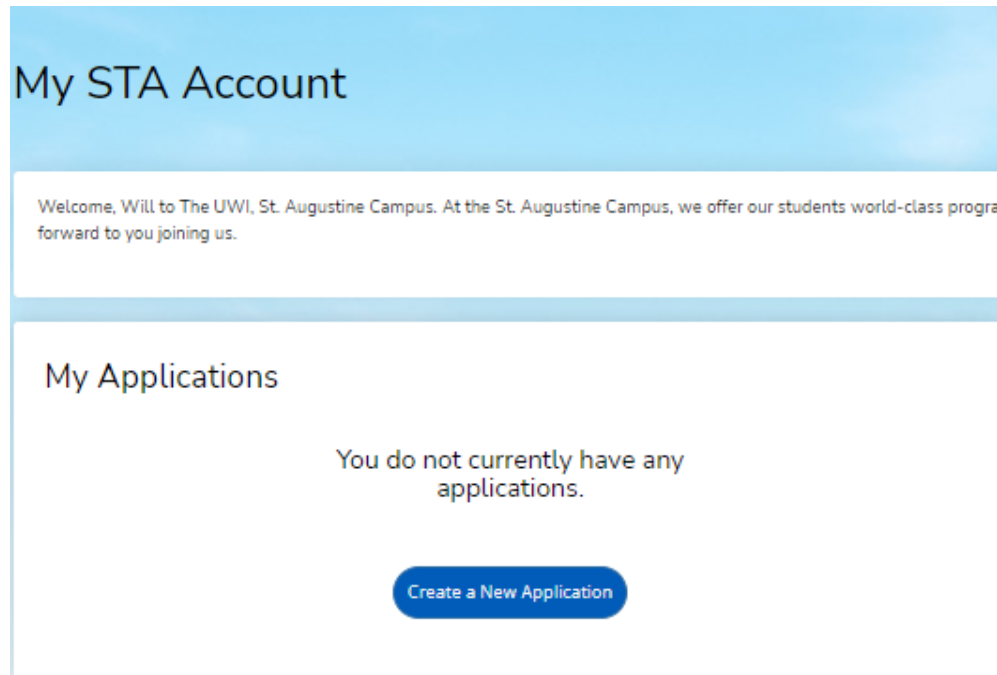 My STA Account
Welcome, Will to The UWI, St. Augustine Campus. At the St. Augustine Campus, we offer our students world-class
forward to you joining us.
My Applications
You do not currently have any
applications.
Create a New Application